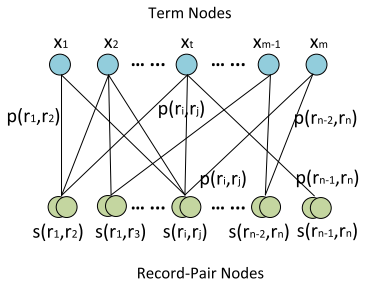 Term Nodes
x1 x2 ... ... xt ... ... xm-1 xm
p(r1,r2) p(ri,rj) p(rn-2,rn)
p(ri,rj) p(rn-1,rn)
... ... ... ...
s(r1,r2) s(r1,r3) s(ri,rj) s(rn-2,rn) s(rn-1,rn)
Record-Pair Nodes